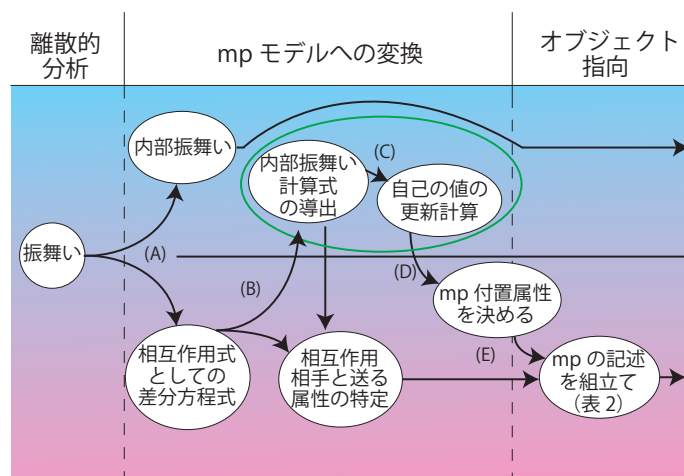 離散的
分析
mp モデルへの変換
オブジェクト
指向
内部振舞い
内部振舞い
計算式
の導出
(C)
自己の値の
更新計算
振舞い
(A)
(B)
(D)
mp 付置属性
を決める
相互作用式
としての
差分方程式
相互作用
相手と送る
属性の特定
(E)
mp の記述
を組立て
（表 2）